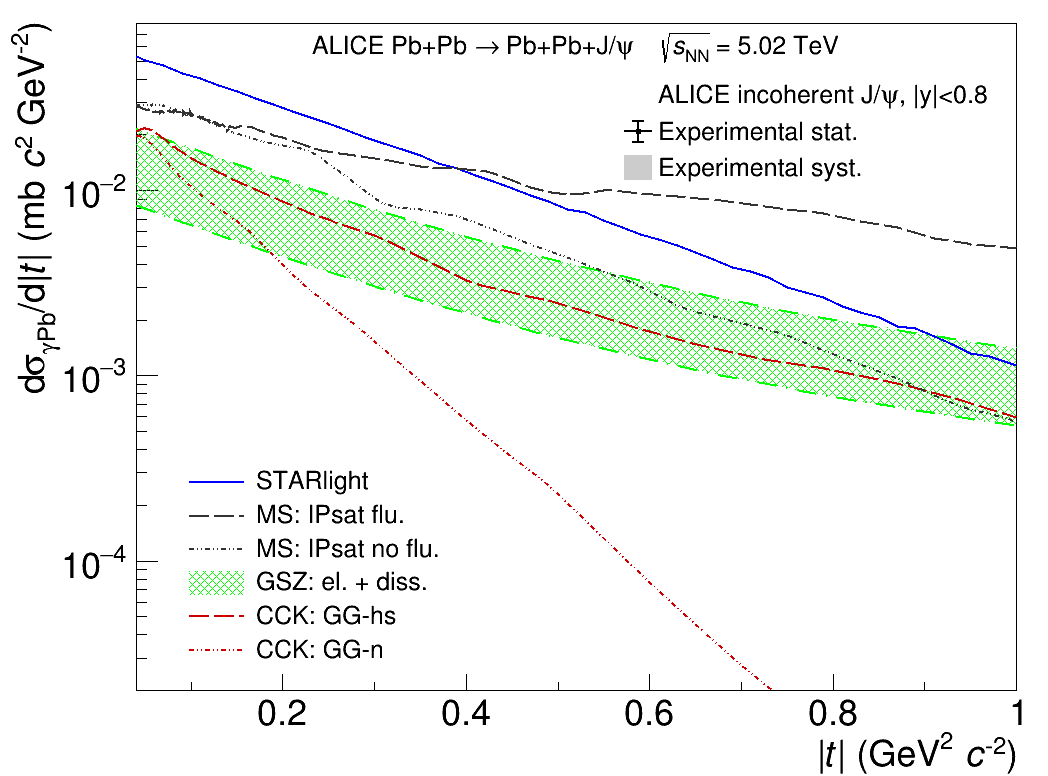 ALICE Pb+Pb → Pb+Pb+J/ψ √sNN = 5.02 TeV
ALICE incoherent J/ψ, |y|<0.8
Experimental stat.
Experimental syst.
dσγPb/d|t| (mb c² GeV⁻²)
10⁻²
10⁻³
10⁻⁴
STARlight
MS: IPsat flu.
MS: IPsat no flu.
GSZ: el. + diss.
CCK: GG-hs
CCK: GG-n
0.2 0.4 0.6 0.8 1
|t| (GeV² c⁻²)